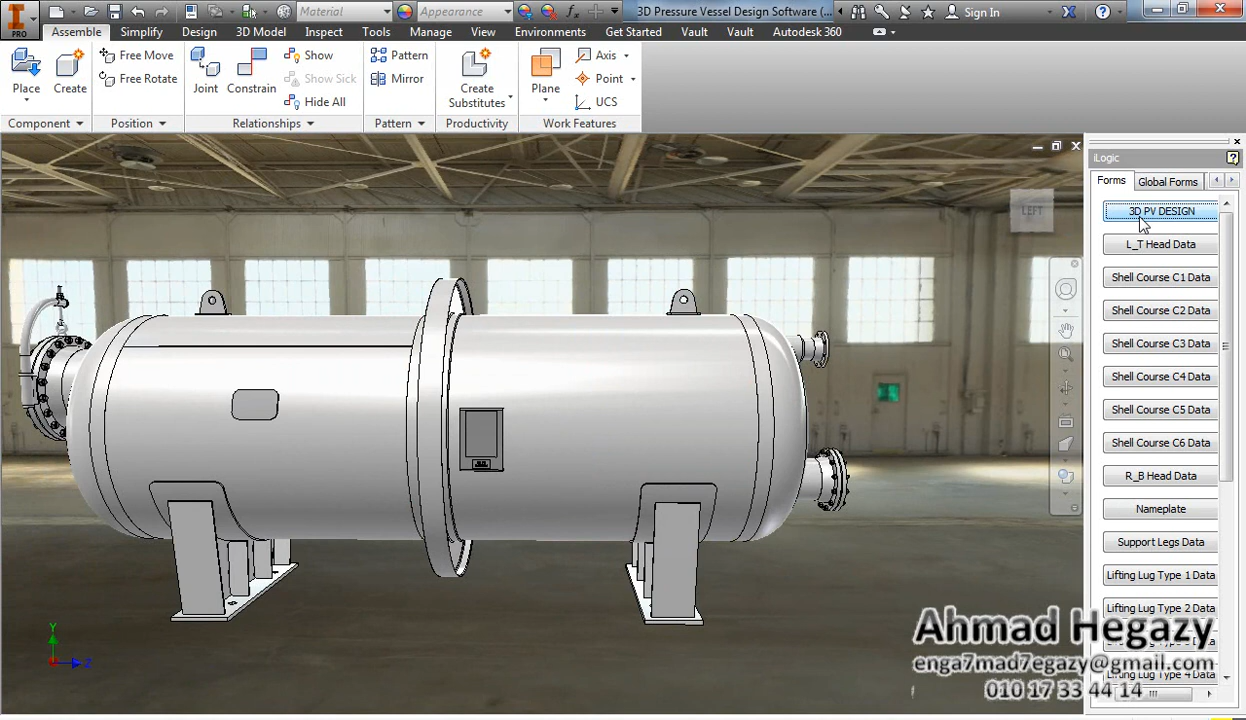 PRO
Material
Appearance
3D Pressure Vessel Design Software (...
Sign In
Assemble
Simplify
Design
3D Model
Inspect
Tools
Manage
View
Environments
Get Started
Vault
Vault
Autodesk 360
Place
Create
Free Move
Free Rotate
Joint
Constrain
Show
Show Sick
Hide All
Pattern
Mirror
Create
Substitutes
Plane
Axis
Point
UCS
Component
Position
Relationships
Pattern
Productivity
Work Features
LEFT
iLogic
Forms
Global Forms
3D PV DESIGN
L_T Head Data
Shell Course C1 Data
Shell Course C2 Data
Shell Course C3 Data
Shell Course C4 Data
Shell Course C5 Data
Shell Course C6 Data
R_B Head Data
Nameplate
Support Legs Data
Lifting Lug Type 1 Data
Lifting Lug Type 2 Data
Lifting Lug Type 4 Data
Ahmad Hegazy
enga7mad7egazy@gmail.com
010 17 33 44 14
Y
Z